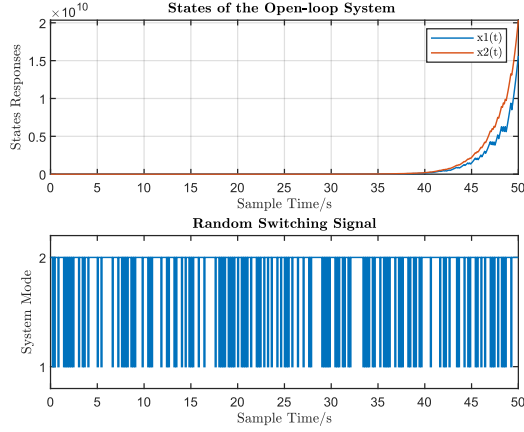 States of the Open-loop System
×10^10
States Responses
2
1.5
1
0.5
0
x1(t)
x2(t)
0 5 10 15 20 25 30 35 40 45 50
Sample Time/s
Random Switching Signal
System Mode
2
1
0 5 10 15 20 25 30 35 40 45 50
Sample Time/s